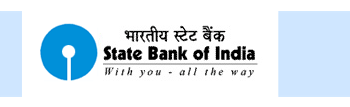 भारतीय स्टेट बैंक
State Bank of India
With you - all the way